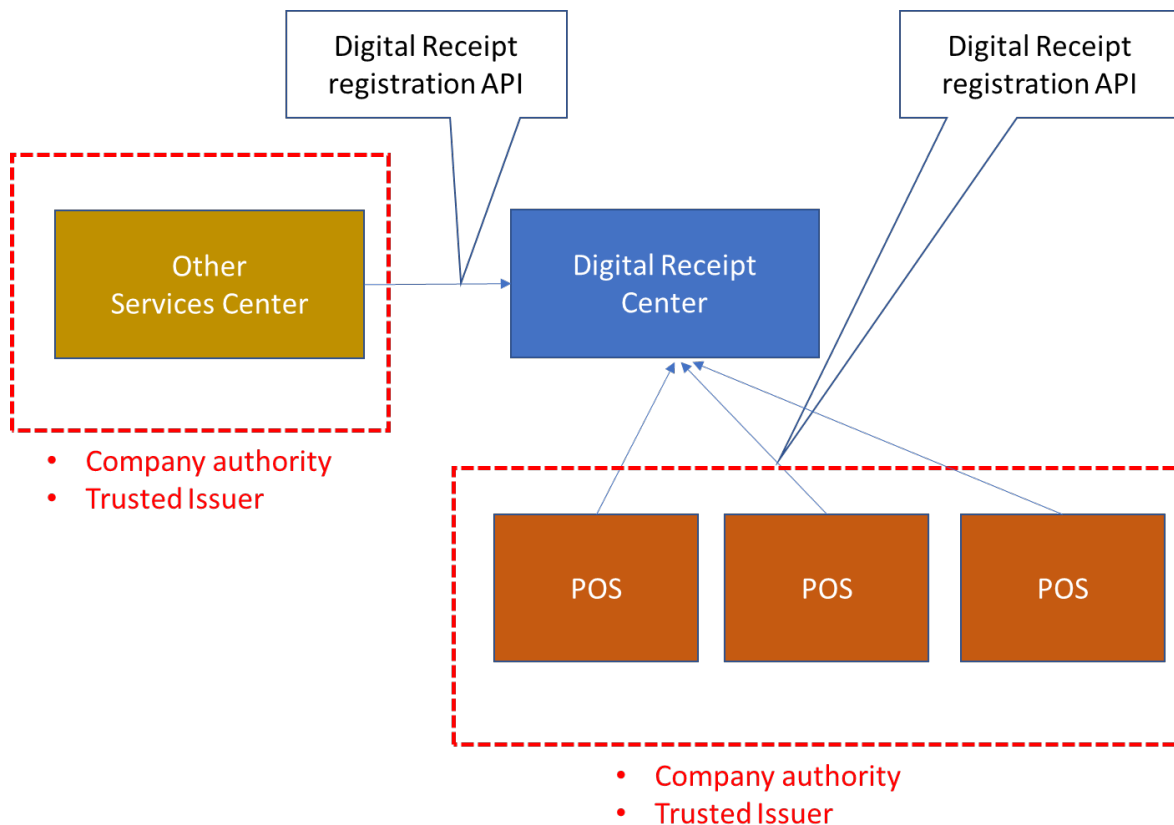 Digital Receipt
registration API
Digital Receipt
registration API
Other
Services Center
Digital Receipt
Center
• Company authority
• Trusted Issuer
POS
POS
POS
• Company authority
• Trusted Issuer